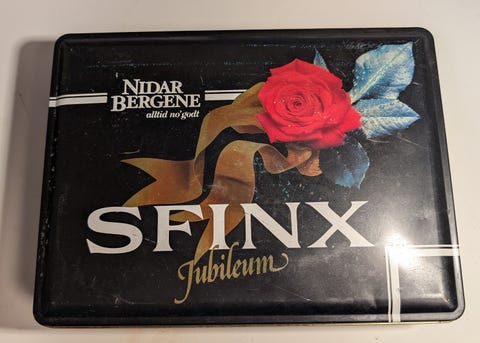 NIDAR
BERGENE
alltid no'godt
SFINX
Jubileum